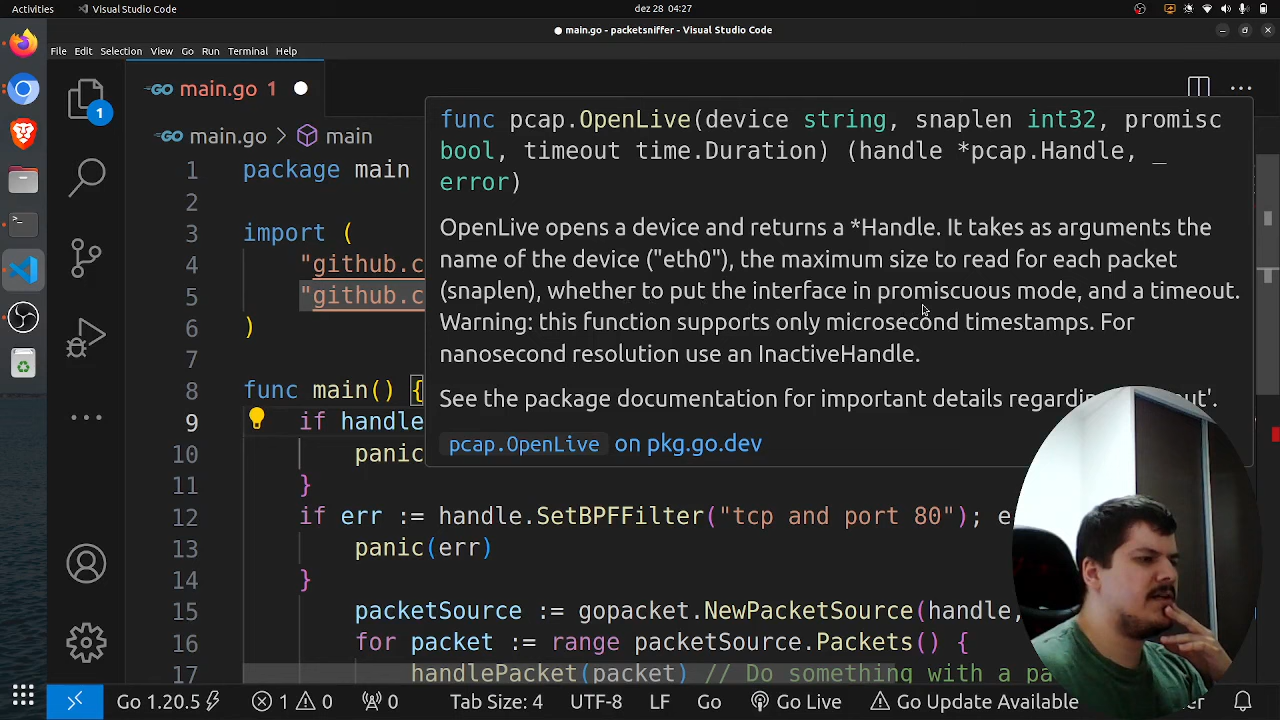 Activities
Visual Studio Code
dez 28 04:27
main.go - packetsniffer - Visual Studio Code
File Edit Selection View Go Run Terminal Help
GO main.go 1
GO main.go > main
1 package main
2
3 import (
4 "github.c
5 "github.c
6 )
7
8 func main() {
9 if handle
10 panic
11 }
12 if err := handle.SetBPFFilter("tcp and port 80"); e
13 panic(err)
14 }
15 packetSource := gopacket.NewPacketSource(handle,
16 for packet := range packetSource.Packets() {
17 handlePacket(packet) // Do something with a pa
func pcap.OpenLive(device string, snaplen int32, promisc
bool, timeout time.Duration) (handle *pcap.Handle, _
error)
OpenLive opens a device and returns a *Handle. It takes as arguments the
name of the device ("eth0"), the maximum size to read for each packet
(snaplen), whether to put the interface in promiscuous mode, and a timeout.
Warning: this function supports only microsecond timestamps. For
nanosecond resolution use an InactiveHandle.
See the package documentation for important details regardin
pcap.OpenLive on pkg.go.dev
1
Go 1.20.5 1 0 0 Tab Size: 4 UTF-8 LF Go Go Live Go Update Available